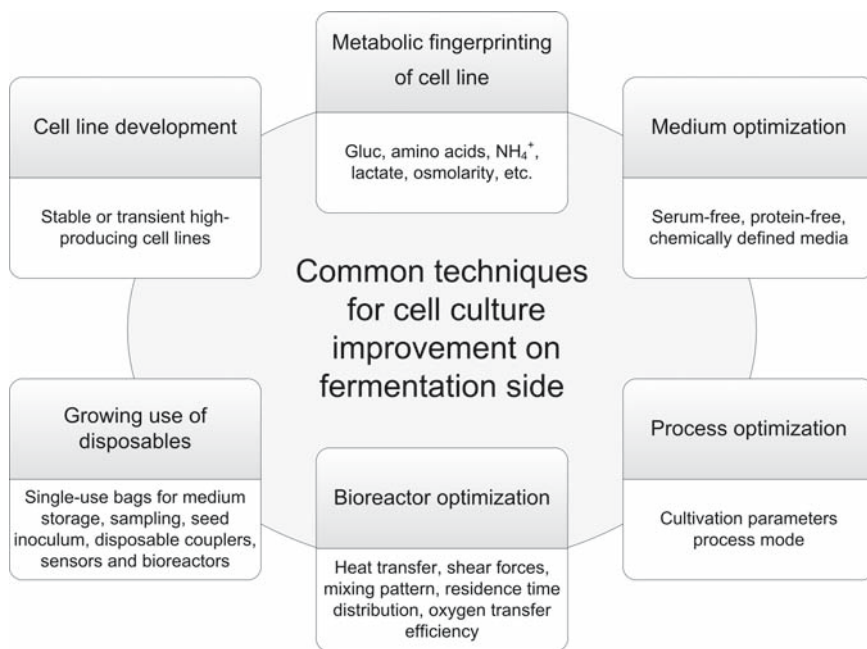 Metabolic fingerprinting
of cell line
Gluc, amino acids, NH₄⁺,
lactate, osmolarity, etc.
Cell line development
Stable or transient high-
producing cell lines
Medium optimization
Serum-free, protein-free,
chemically defined media
Common techniques
for cell culture
improvement on
fermentation side
Growing use of
disposables
Single-use bags for medium
storage, sampling, seed
inoculum, disposable couplers,
sensors and bioreactors
Bioreactor optimization
Heat transfer, shear forces,
mixing pattern, residence time
distribution, oxygen transfer
efficiency
Process optimization
Cultivation parameters
process mode